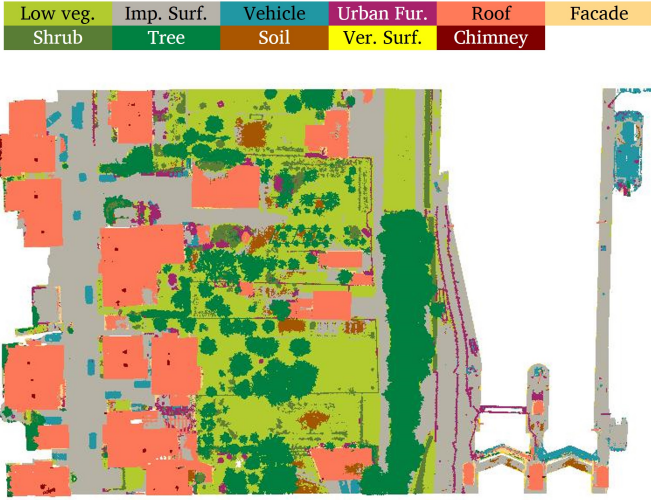 Low veg. Imp. Surf. Vehicle Urban Fur. Roof Facade
Shrub Tree Soil Ver. Surf. Chimney